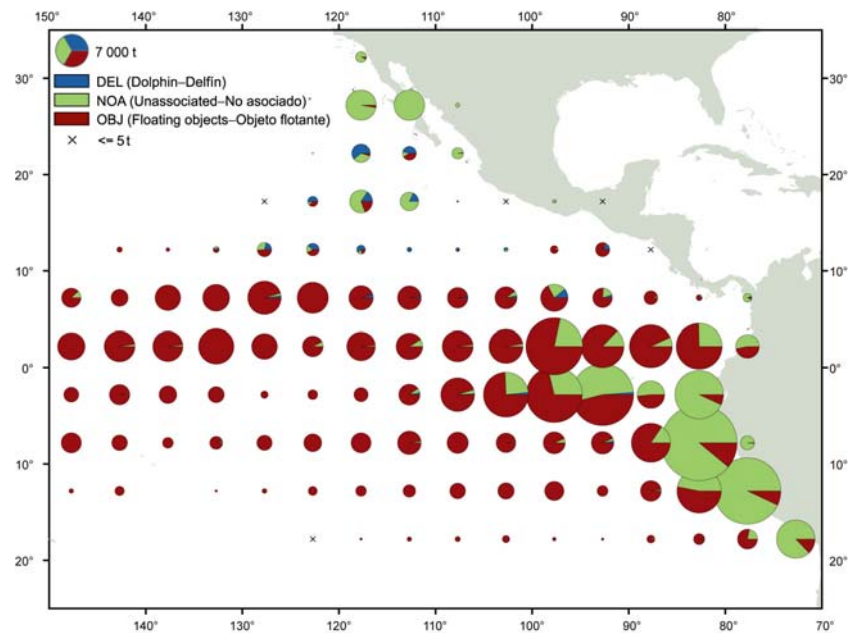 150° 140° 130° 120° 110° 100° 90° 80°
7 000 t
30°
DEL (Dolphin–Delfín)
NOA (Unassociated–No asociado)
OBJ (Floating objects–Objeto flotante)
<= 5 t
20°
10°
0°
10°
20°
30°
20°
10°
0°
10°
20°
140° 130° 120° 110° 100° 90° 80° 70°